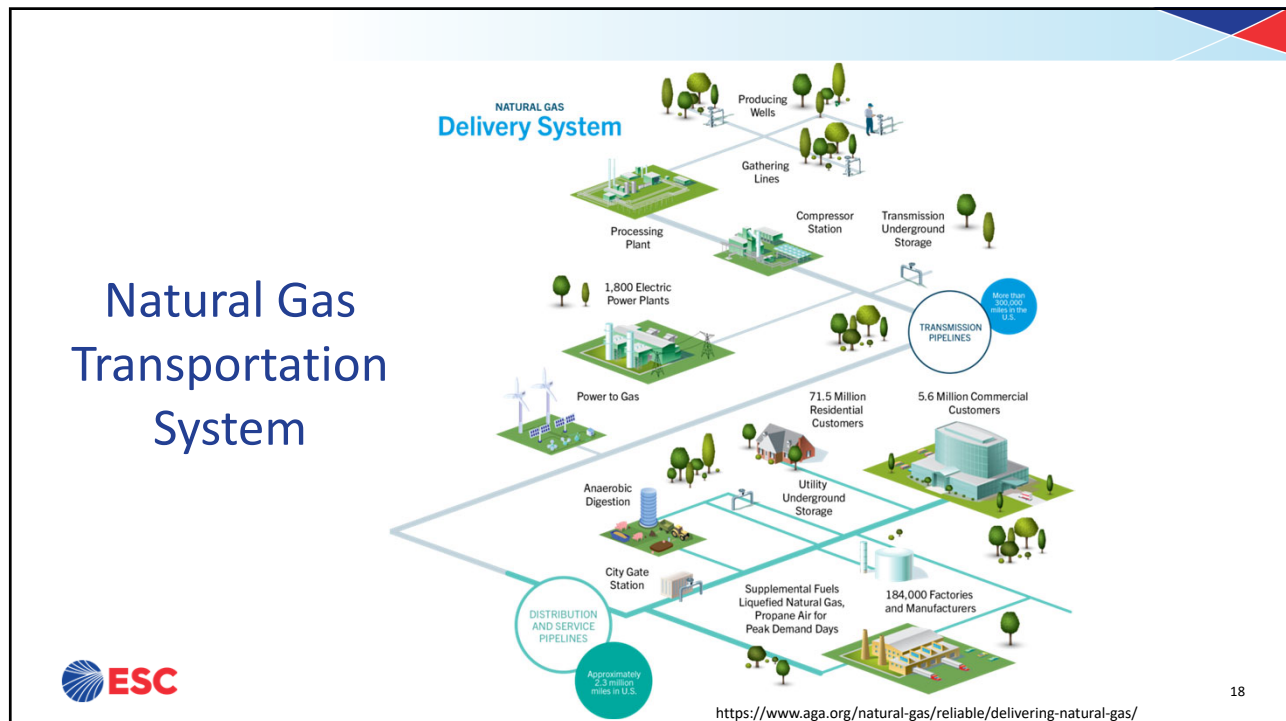 Natural Gas
Transportation
System
NATURAL GAS
Delivery System
Producing
Wells
Gathering
Lines
Processing
Plant
Compressor
Station
Transmission
Underground
Storage
1,800 Electric
Power Plants
More than
300,000
miles in the
U.S.
TRANSMISSION
PIPELINES
Power to Gas
71.5 Million
Residential
Customers
5.6 Million Commercial
Customers
Anaerobic
Digestion
Utility
Underground
Storage
City Gate
Station
Supplemental Fuels
Liquefied Natural Gas,
Propane Air for
Peak Demand Days
184,000 Factories
and Manufacturers
DISTRIBUTION
AND SERVICE
PIPELINES
Approximately
2.3 million
miles in U.S.
ESC
https://www.aga.org/natural-gas/reliable/delivering-natural-gas/
18